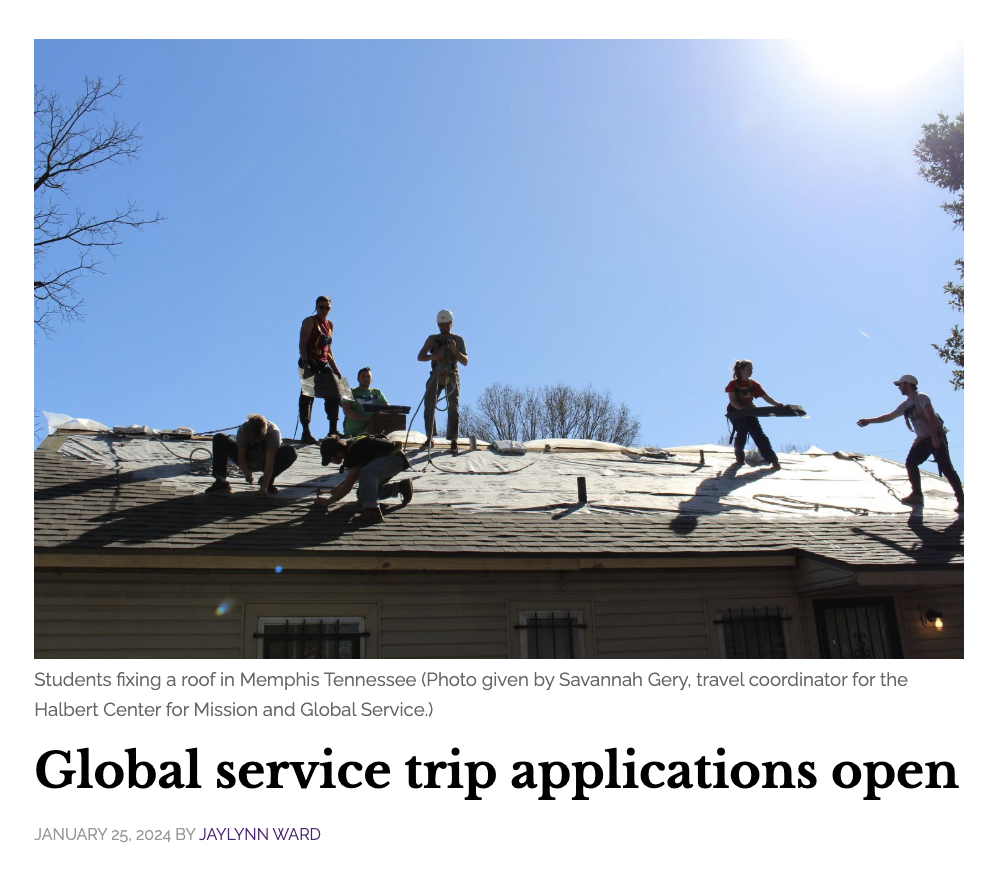 Students fixing a roof in Memphis Tennessee (Photo given by Savannah Gery, travel coordinator for the
Halbert Center for Mission and Global Service.)
Global service trip applications open
JANUARY 25, 2024 BY JAYLYNN WARD